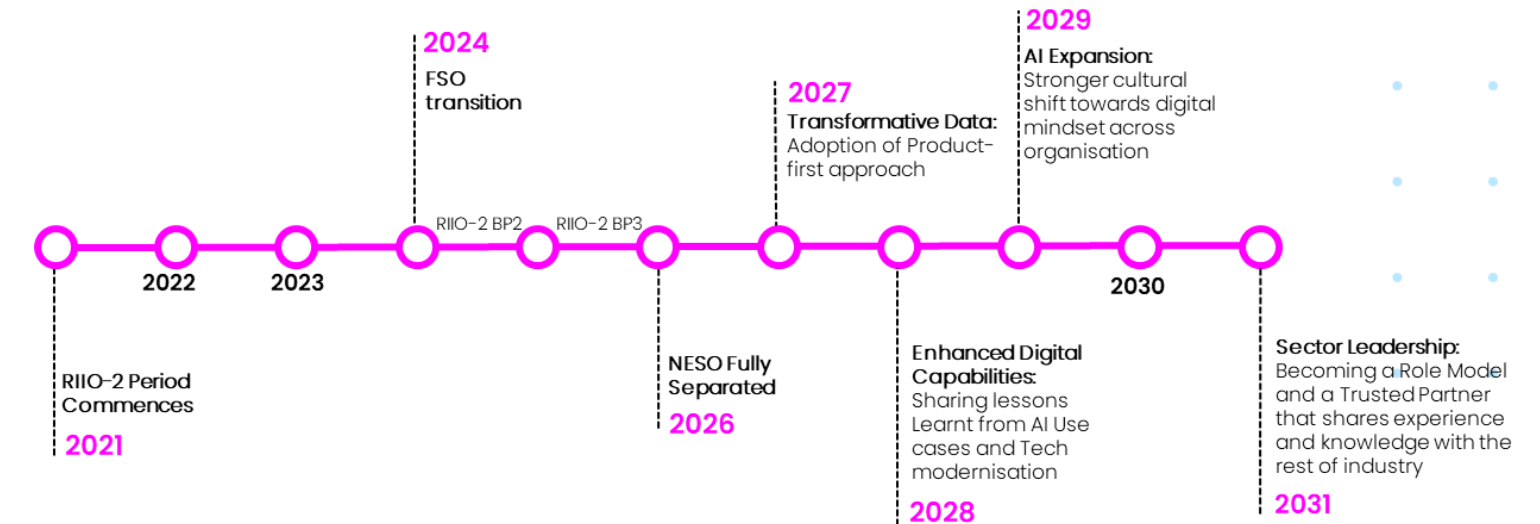 2021
RIIO-2 Period
Commences
2022
2023
2024
FSO
transition
RIIO-2 BP2
RIIO-2 BP3
NESO Fully
Separated
2026
2027
Transformative Data:
Adoption of Product-
first approach
Enhanced Digital
Capabilities:
Sharing lessons
Learnt from AI Use
cases and Tech
modernisation
2028
2029
AI Expansion:
Stronger cultural
shift towards digital
mindset across
organisation
2030
Sector Leadership:
Becoming a Role Model
and a Trusted Partner
that shares experience
and knowledge with the
rest of industry
2031